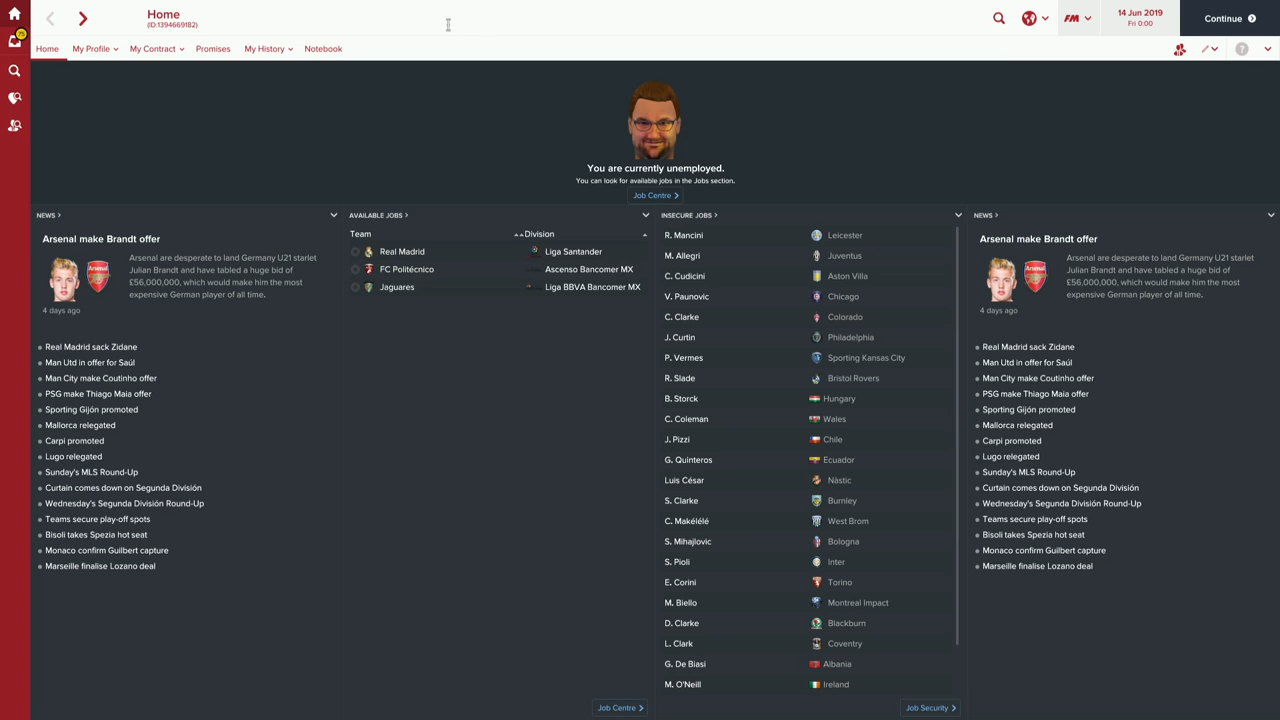 Home
(ID:1394669182)
FM
14 Jun 2019
Fri 0:00
Continue
75
Home
My Profile
My Contract
Promises
My History
Notebook
?
You are currently unemployed.
You can look for available jobs in the Jobs section.
Job Centre
NEWS
Arsenal make Brandt offer
Arsenal are desperate to land Germany U21 starlet
Julian Brandt and have tabled a huge bid of
£56,000,000, which would make him the most
expensive German player of all time.
4 days ago
Real Madrid sack Zidane
Man Utd in offer for Saúl
Man City make Coutinho offer
PSG make Thiago Maia offer
Sporting Gijón promoted
Mallorca relegated
Carpi promoted
Lugo relegated
Sunday's MLS Round-Up
Curtain comes down on Segunda División
Wednesday's Segunda División Round-Up
Teams secure play-off spots
Bisoli takes Spezia hot seat
Monaco confirm Guilbert capture
Marseille finalise Lozano deal
AVAILABLE JOBS
Team Division
Real Madrid Liga Santander
FC Politécnico Ascenso Bancomer MX
Jaguares Liga BBVA Bancomer MX
Job Centre
INSECURE JOBS
R. Mancini Leicester
M. Allegri Juventus
C. Cudicini Aston Villa
V. Paunovic Chicago
C. Clarke Colorado
J. Curtin Philadelphia
P. Vermes Sporting Kansas City
R. Slade Bristol Rovers
B. Storck Hungary
C. Coleman Wales
J. Pizzi Chile
G. Quinteros Ecuador
Luis César Nàstic
S. Clarke Burnley
C. Makélélé West Brom
S. Mihajlovic Bologna
S. Pioli Inter
E. Corini Torino
M. Biello Montreal Impact
D. Clarke Blackburn
L. Clark Coventry
G. De Biasi Albania
M. O'Neill Ireland
Job Security
NEWS
Arsenal make Brandt offer
Arsenal are desperate to land Germany U21 starlet
Julian Brandt and have tabled a huge bid of
£56,000,000, which would make him the most
expensive German player of all time.
4 days ago
Real Madrid sack Zidane
Man Utd in offer for Saúl
Man City make Coutinho offer
PSG make Thiago Maia offer
Sporting Gijón promoted
Mallorca relegated
Carpi promoted
Lugo relegated
Sunday's MLS Round-Up
Curtain comes down on Segunda División
Wednesday's Segunda División Round-Up
Teams secure play-off spots
Bisoli takes Spezia hot seat
Monaco confirm Guilbert capture
Marseille finalise Lozano deal